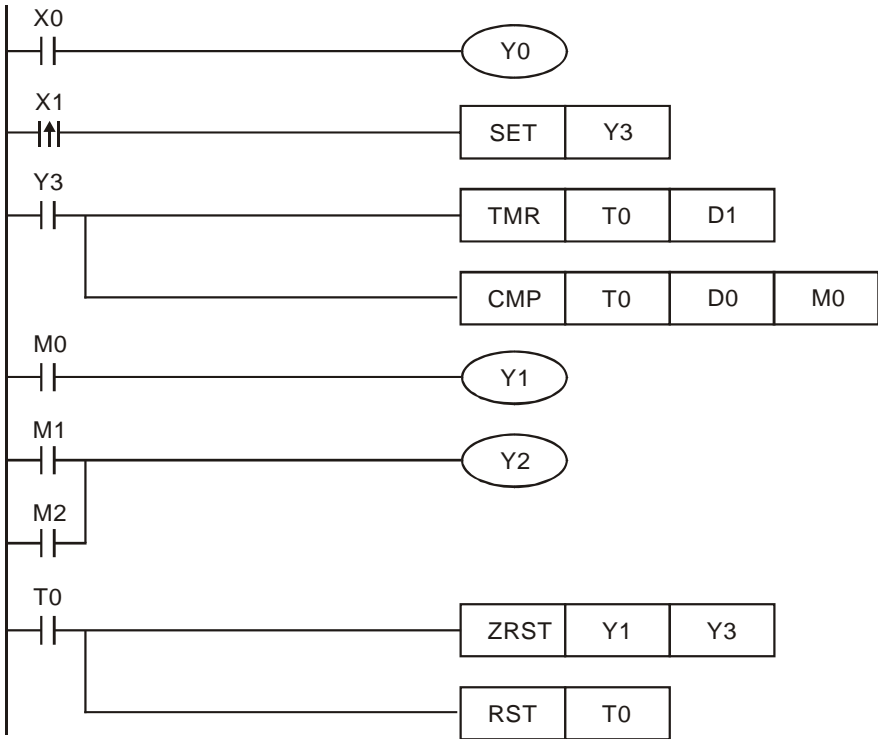 X0
Y0
X1
SET Y3
Y3
TMR T0 D1
CMP T0 D0 M0
M0
Y1
M1
Y2
M2
T0
ZRST Y1 Y3
RST T0